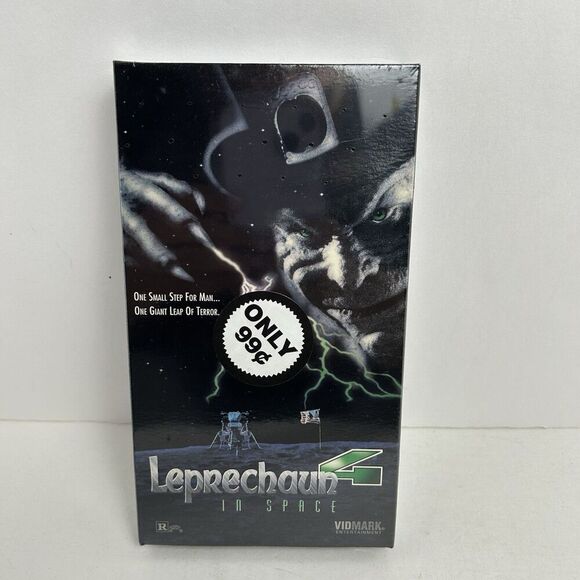 One Small Step For Man...
One Giant Leap Of Terror.
ONLY
99¢
Leprechaun 4
IN SPACE
R
VIDMARK®
ENTERTAINMENT